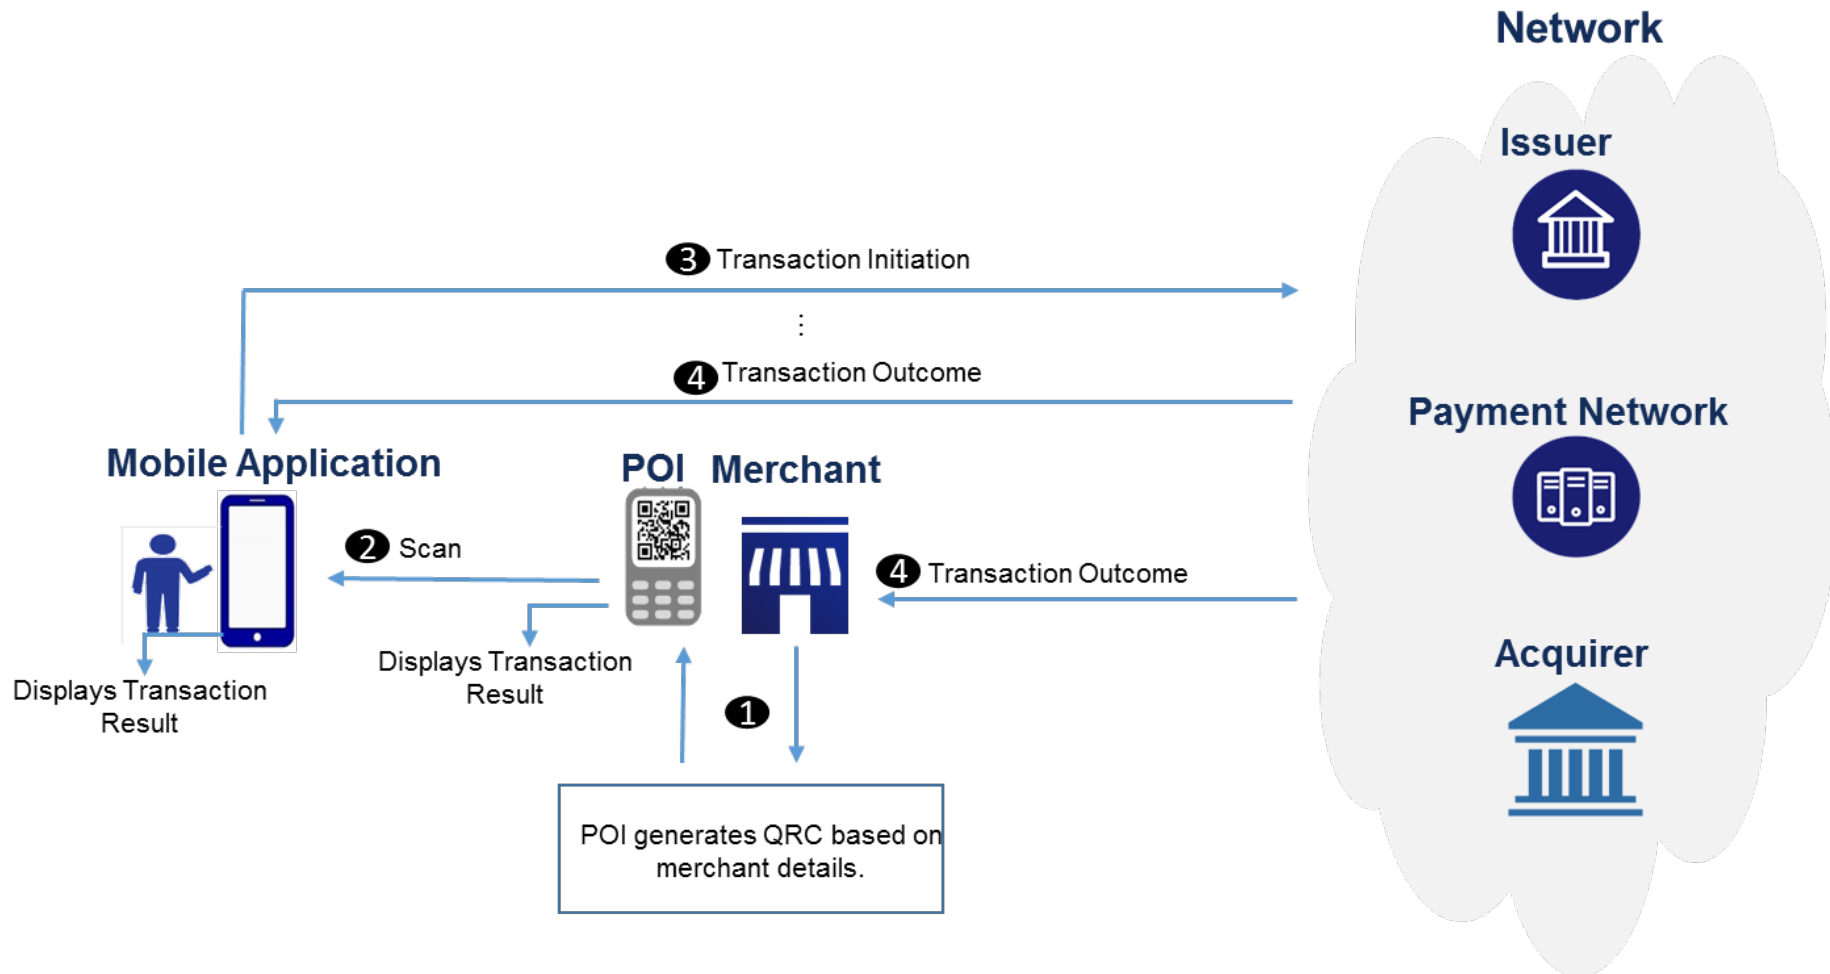 Network
Issuer
3 Transaction Initiation
⋮
4 Transaction Outcome
Payment Network
Mobile Application
POI Merchant
2 Scan
4 Transaction Outcome
Displays Transaction
Result
Displays Transaction
Result
1
Acquirer
POI generates QRC based on
merchant details.